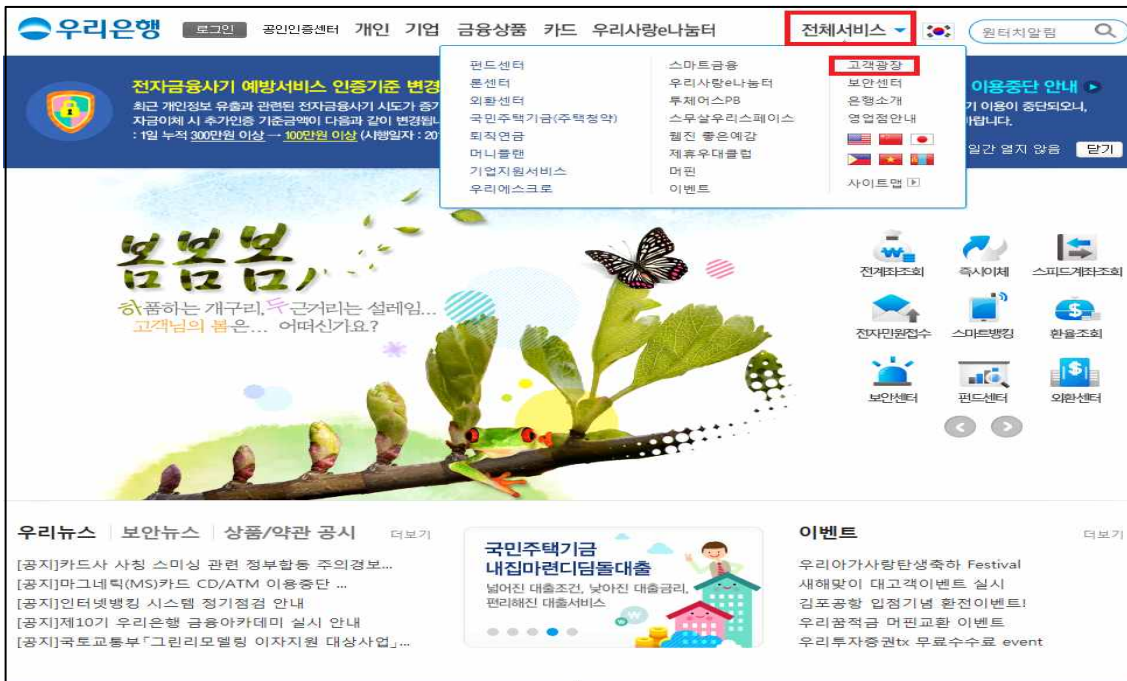 우리은행 로그인 공인인증센터 개인 기업 금융상품 카드 우리사랑e나눔터 전체서비스 원터치알림
전자금융사기 예방서비스 인증기준 변경
최근 개인정보 유출과 관련된 전자금융사기 시도가 증가
자금이체 시 추가인증 기준금액이 다음과 같이 변경됩니
: 1일 누적 300만원 이상 → 100만원 이상 (시행일자 : 20
펀드센터
론센터
외환센터
국민주택기금(주택청약)
퇴직연금
머니플랜
기업지원서비스
우리에스크로
스마트금융
우리사랑e나눔터
투체어스PB
스무살우리스페이스
웹진 좋은예감
제휴우대클럽
머핀
이벤트
고객광장
보안센터
은행소개
영업점안내
사이트맵
이용중단 안내
기 이용이 중단되오니,
바랍니다.
일간 열지 않음 닫기
봄봄봄
하품하는 개구리, 두근거리는 설레임...
고객님의 봄은... 어떠신가요?
전계좌조회 즉시이체 스피드계좌조회
전자민원접수 스마트뱅킹 환율조회
보안센터 펀드센터 외환센터
우리뉴스 보안뉴스 상품/약관 공시 더보기
[공지]카드사 사칭 스미싱 관련 정부합동 주의경보...
[공지]마그네틱(MS)카드 CD/ATM 이용중단 ...
[공지]인터넷뱅킹 시스템 정기점검 안내
[공지]제10기 우리은행 금융아카데미 실시 안내
[공지]국토교통부「그린리모델링 이자지원 대상사업」...
국민주택기금
내집마련디딤돌대출
넓어진 대출조건, 낮아진 대출금리,
편리해진 대출서비스
이벤트 더보기
우리아가사랑탄생축하 Festival
새해맞이 대고객이벤트 실시
김포공항 입점기념 환전이벤트!
우리꿈적금 머핀교환 이벤트
우리투자증권tx 무료수수료 event